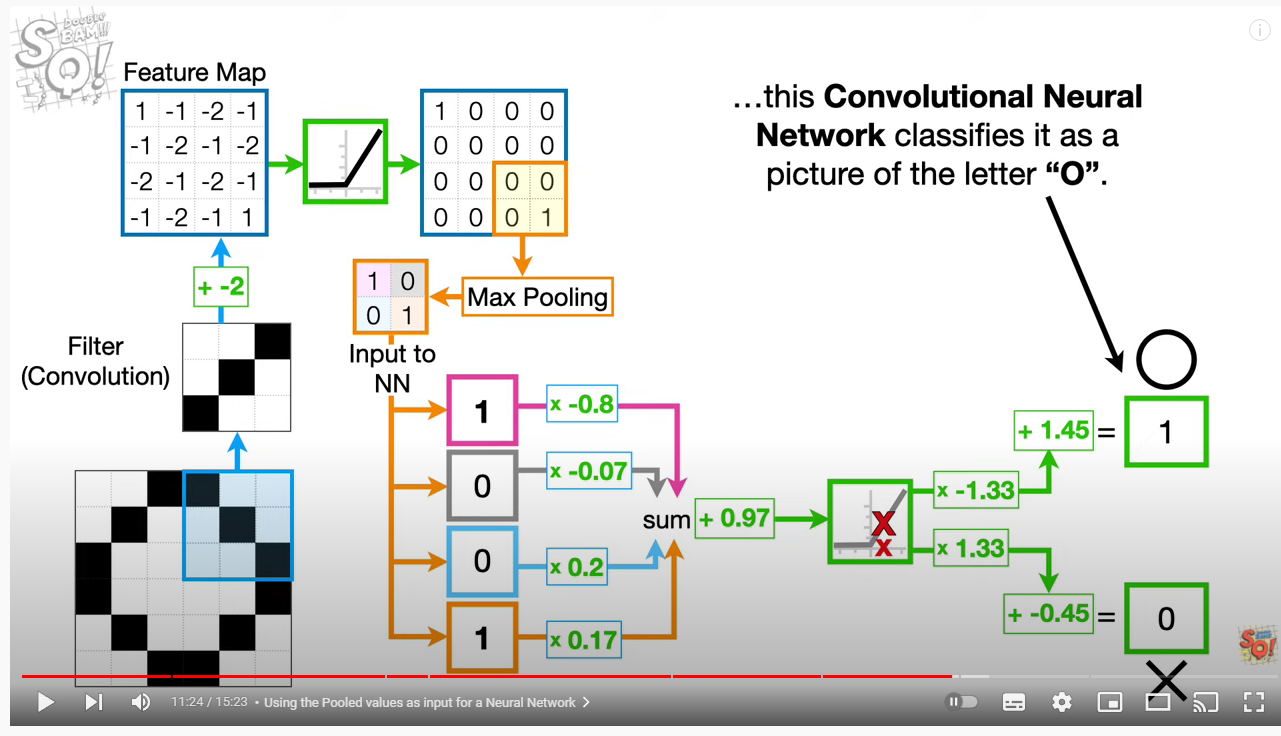 DOUBLE
BAM!!!
SQ!
Feature Map
1 -1 -2 -1
-1 -2 -1 -2
-2 -1 -2 -1
-1 -2 -1 1
1 0 0 0
0 0 0 0
0 0 0 0
0 0 0 1
…this Convolutional Neural
Network classifies it as a
picture of the letter “O”.
+ -2
1 0
0 1
Max Pooling
Filter
(Convolution)
Input to
NN
1
x -0.8
0
x -0.07
sum
+ 0.97
0
x 0.2
1
x 0.17
x -1.33
+ 1.45 =
1
x 1.33
+ -0.45 =
0
SQ!
11:24 / 15:23 • Using the Pooled values as input for a Neural Network